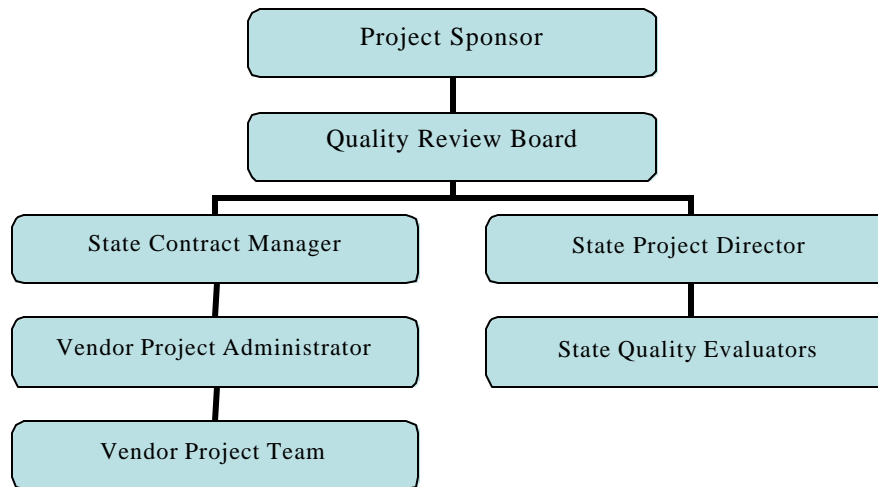 Project Sponsor
Quality Review Board
State Contract Manager
State Project Director
Vendor Project Administrator
State Quality Evaluators
Vendor Project Team